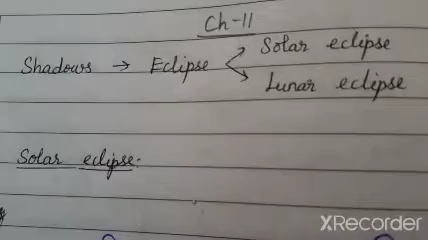 Ch-11
Solar eclipse
Shadows → Eclipse
Lunar eclipse
Solar eclipse:
XRecorder